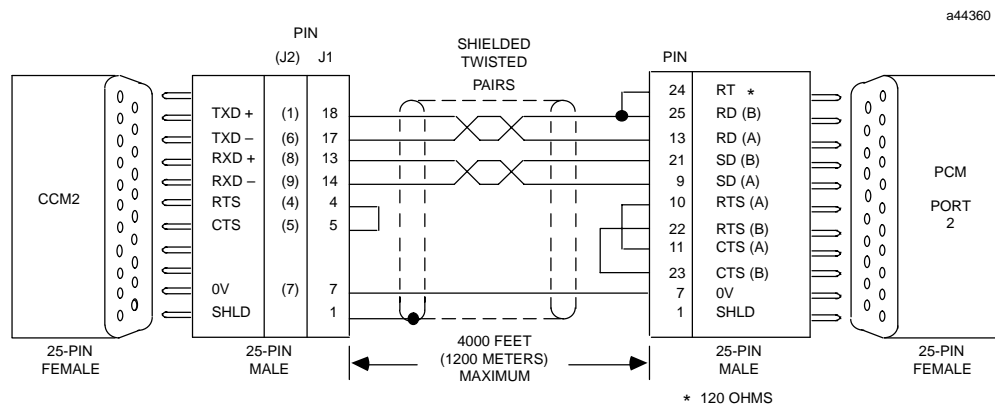 a44360
PIN
(J2) J1
SHIELDED
TWISTED
PAIRS
PIN
CCM2
TXD + (1) 18
TXD – (6) 17
RXD + (8) 13
RXD – (9) 14
RTS (4) 4
CTS (5) 5
0V (7) 7
SHLD 1
24 RT *
25 RD (B)
13 RD (A)
21 SD (B)
9 SD (A)
10 RTS (A)
22 RTS (B)
11 CTS (A)
23 CTS (B)
7 0V
1 SHLD
PCM
PORT
2
25-PIN
FEMALE
25-PIN
MALE
4000 FEET
(1200 METERS)
MAXIMUM
25-PIN
MALE
25-PIN
FEMALE
* 120 OHMS